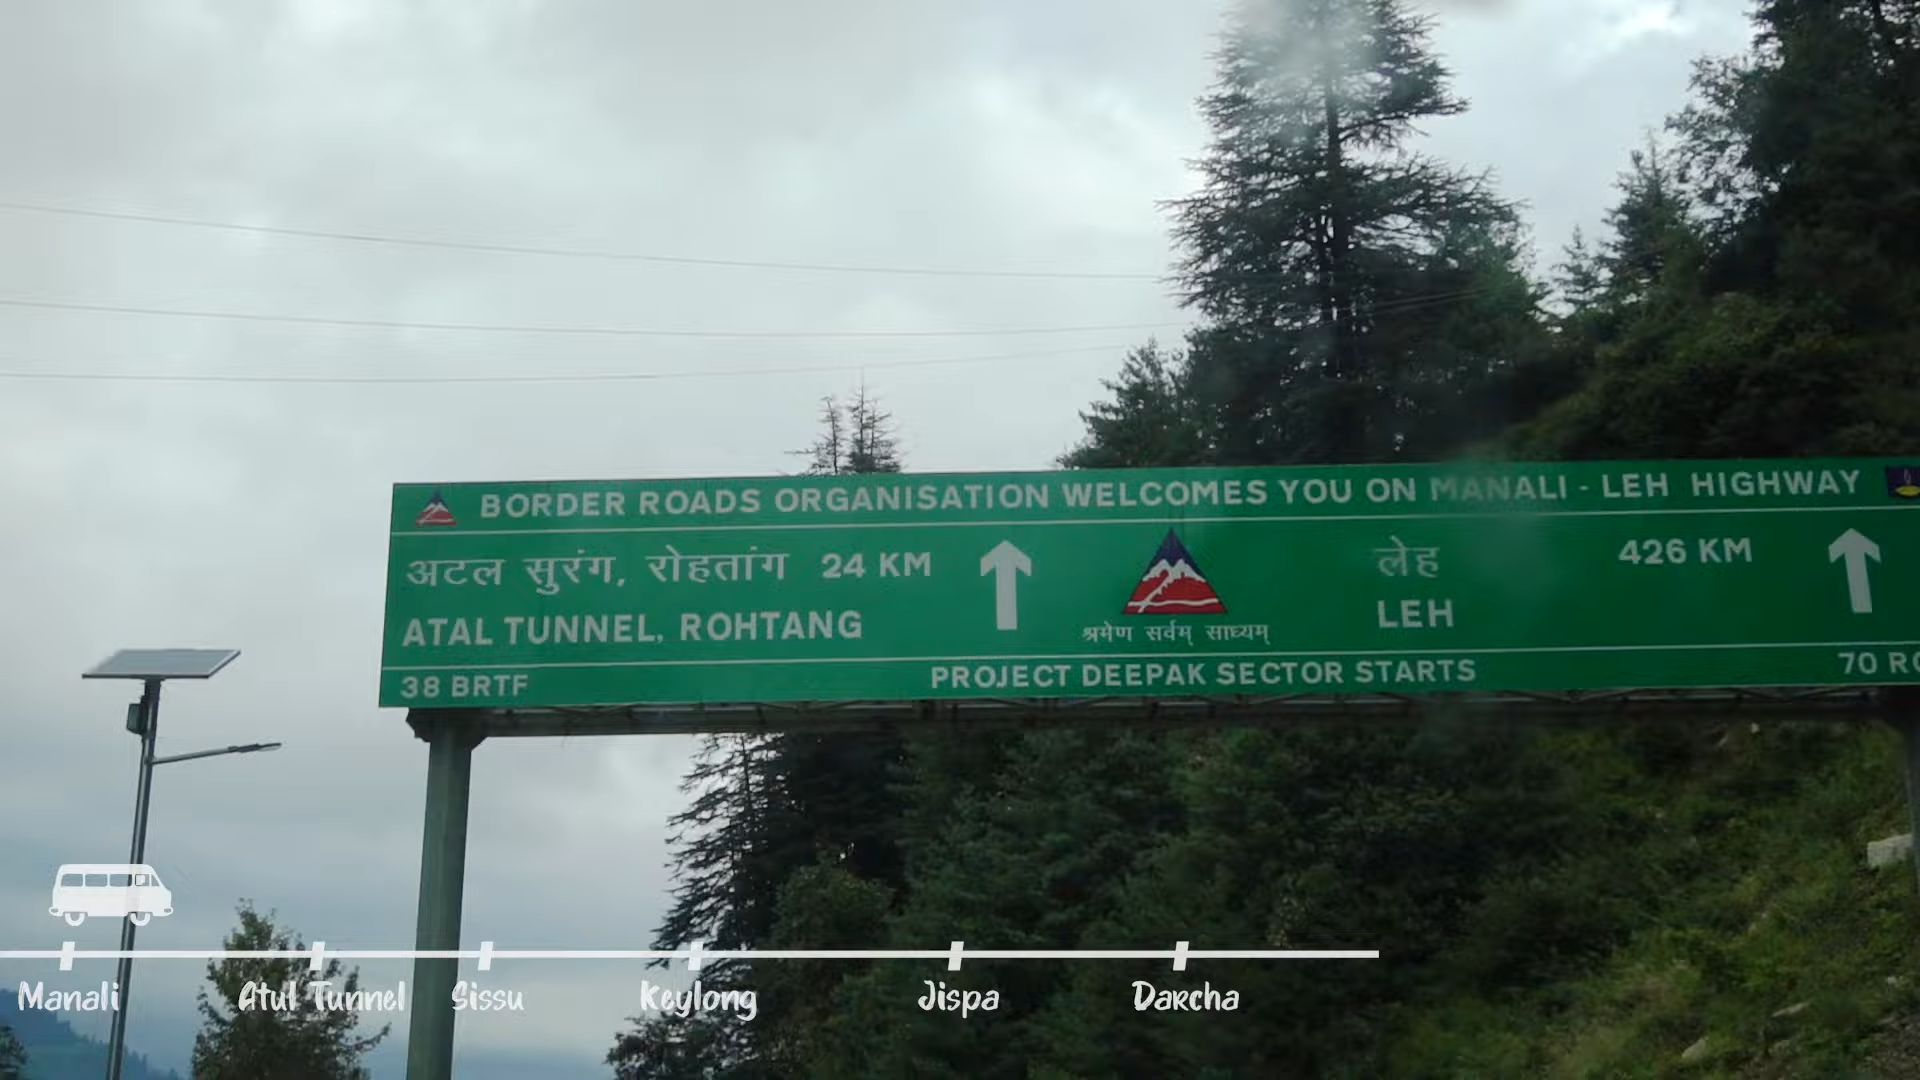 BORDER ROADS ORGANISATION WELCOMES YOU ON MANALI - LEH HIGHWAY
अटल सुरंग, रोहतांग 24 KM
ATAL TUNNEL, ROHTANG
श्रमेण सर्वम् साध्यम्
लेह 426 KM
LEH
38 BRTF PROJECT DEEPAK SECTOR STARTS 70
Manali Atul Tunnel Sissu Keylong Jispa Darcha